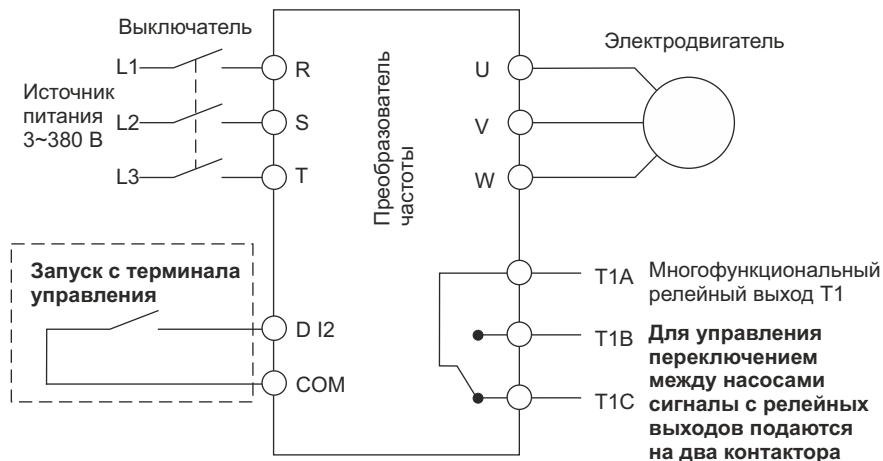 Выключатель
L1
R
Источник
питания
3~380 В
L2
S
L3
T
Преобразователь
частоты
U
V
W
Электродвигатель
Запуск с терминала
управления
D I2
COM
T1A
Многофункциональный
релейный выход T1
T1B
T1C
Для управления
переключением
между насосами
сигналы с релейных
выходов подаются
на два контактора